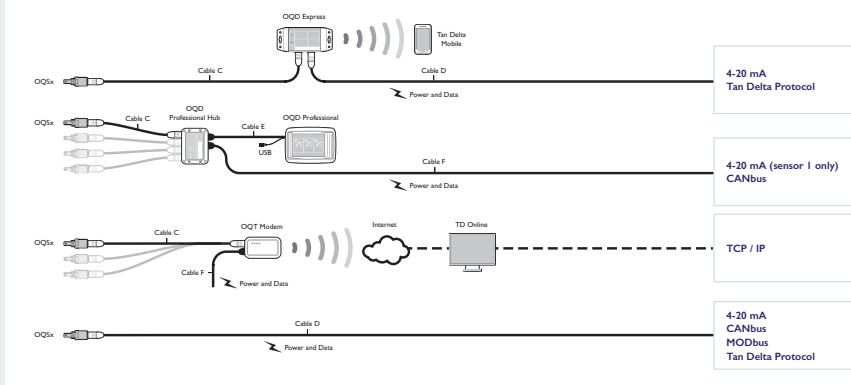 OQD Express
Tan Delta
Mobile
OQSx
Cable C
Cable D
Power and Data
4-20 mA
Tan Delta Protocol
OQSx
Cable C
OQD
Professional Hub
Cable E
OQD Professional
USB
Cable F
Power and Data
4-20 mA (sensor 1 only)
CANbus
OQSx
Cable C
OQT Modem
Internet
TD Online
Cable F
Power and Data
TCP / IP
OQSx
Cable D
Power and Data
4-20 mA
CANbus
MODbus
Tan Delta Protocol